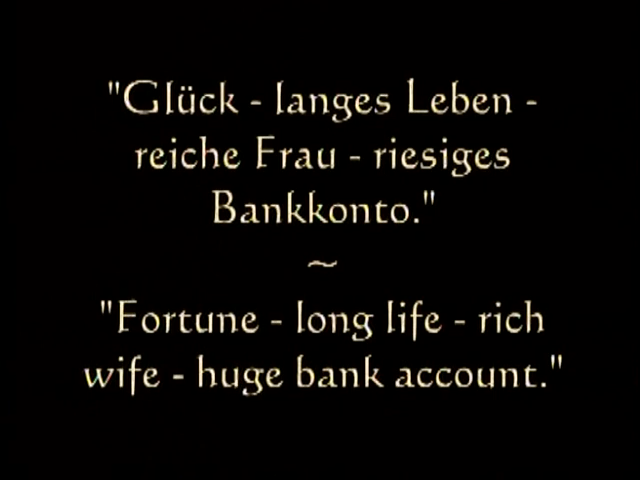 "Glück - langes Leben -
reiche Frau - riesiges
Bankkonto."
~
"Fortune - long life - rich
wife - huge bank account."